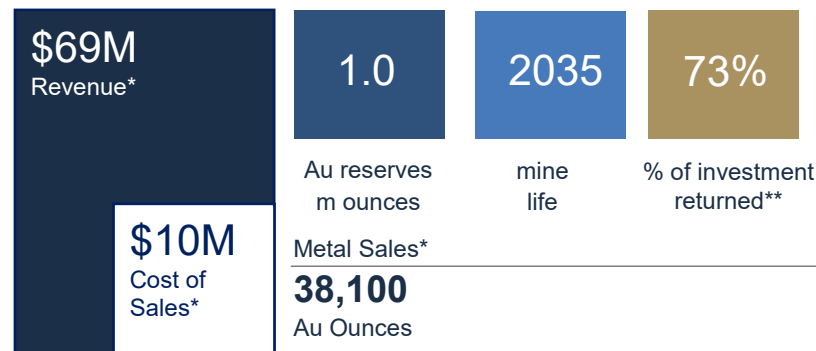 $69M
Revenue*
$10M
Cost of
Sales*
1.0
Au reserves
m ounces
2035
mine
life
73%
% of investment
returned**
Metal Sales*
38,100
Au Ounces